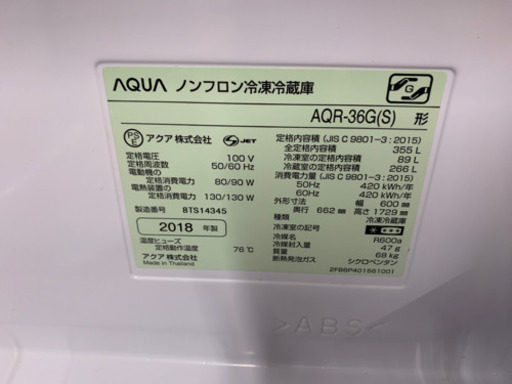 AQUA ノンフロン冷凍冷蔵庫
AQR-36G(S) 形
PS E アクア株式会社 S JET
定格電圧 100 V
定格周波数 50/60 Hz
電動機の
定格消費電力 80/90 W
電熱装置の
定格消費電力 130/130 W
製造番号 BTS14345
2018 年製
温度ヒューズ
定格動作温度 76℃
アクア株式会社
Made in Thailand
定格内容積 (JIS C 9801-3:2015)
全定格内容積 355 L
冷凍室の定格内容積 89 L
冷蔵室の定格内容積 266 L
消費電力量 (JIS C 9801-3:2015)
50Hz 420 kWh/年
60Hz 420 kWh/年
外形寸法 幅 600 mm
奥行 662 mm 高さ 1729 mm
種類 冷凍冷蔵庫
冷凍室の記号
冷媒名 R600a
冷媒封入量 47 g
質量 68 kg
断熱発泡ガス シクロペンタン
2FB6P401561001
>ABS<